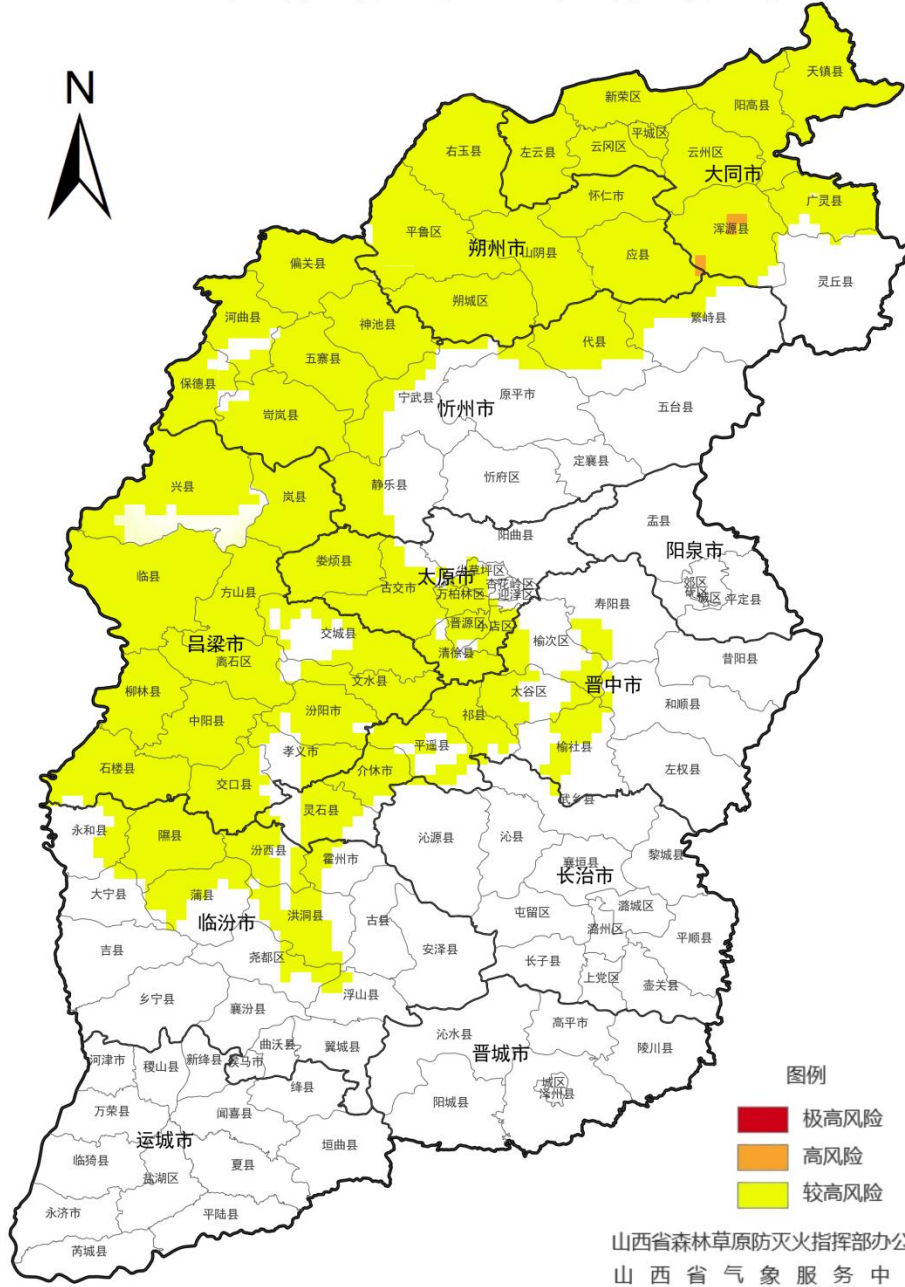 N
天镇县
阳高县
新荣区
平城区
左云县
云冈区
云州区
右玉县
大同市
怀仁市
广灵县
浑源县
平鲁区
朔州市
山阴县
应县
灵丘县
偏关县
朔城区
河曲县
神池县
繁峙县
代县
五寨县
保德县
宁武县
原平市
忻州市
五台县
岢岚县
定襄县
兴县
岚县
静乐县
忻府区
阳曲县
盂县
阳泉市
娄烦县
尖草坪区
太原市
临县
方山县
古交市
杏花岭区
万柏林区
迎泽区
郊区
城区
平定县
寿阳县
交城县
晋源区
小店区
吕梁市
榆次区
清徐县
昔阳县
离石区
文水县
柳林县
太谷区
晋中市
和顺县
中阳县
汾阳市
祁县
孝义市
平遥县
榆社县
石楼县
介休市
左权县
交口县
灵石县
武乡县
永和县
隰县
汾西县
霍州市
沁源县
沁县
黎城县
襄垣县
长治市
大宁县
蒲县
洪洞县
古县
屯留区
潞城区
临汾市
潞州区
平顺县
吉县
尧都区
安泽县
长子县
上党区
壶关县
乡宁县
襄汾县
浮山县
高平市
沁水县
曲沃县
翼城县
陵川县
河津市
稷山县
新绛县
侯马市
晋城市
绛县
城区
泽州县
阳城县
万荣县
闻喜县
运城市
垣曲县
临猗县
盐湖区
夏县
永济市
平陆县
芮城县
图例
极高风险
高风险
较高风险
山西省森林草原防灭火指挥部办公
山西省气象服务中